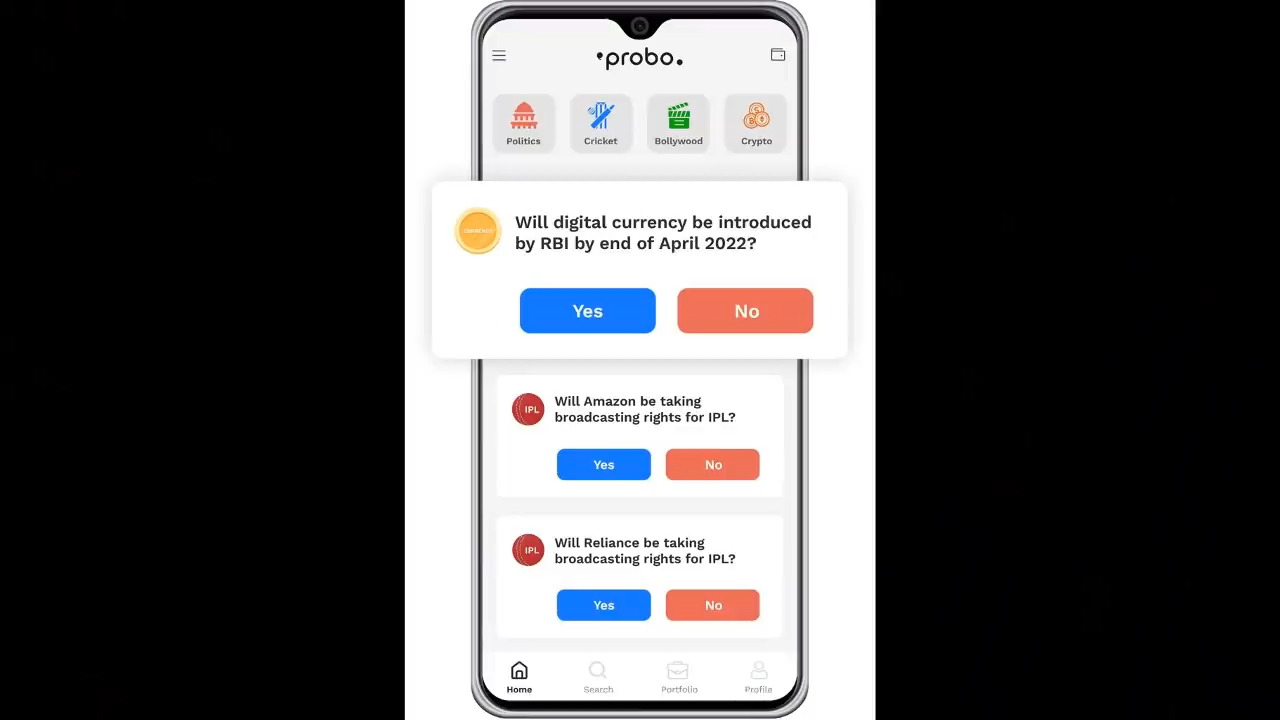 probo.
Politics
Cricket
Bollywood
Crypto
CURRENCY
Will digital currency be introduced
by RBI by end of April 2022?
Yes
No
IPL
Will Amazon be taking
broadcasting rights for IPL?
Yes
No
IPL
Will Reliance be taking
broadcasting rights for IPL?
Yes
No
Home
Search
Portfolio
Profile